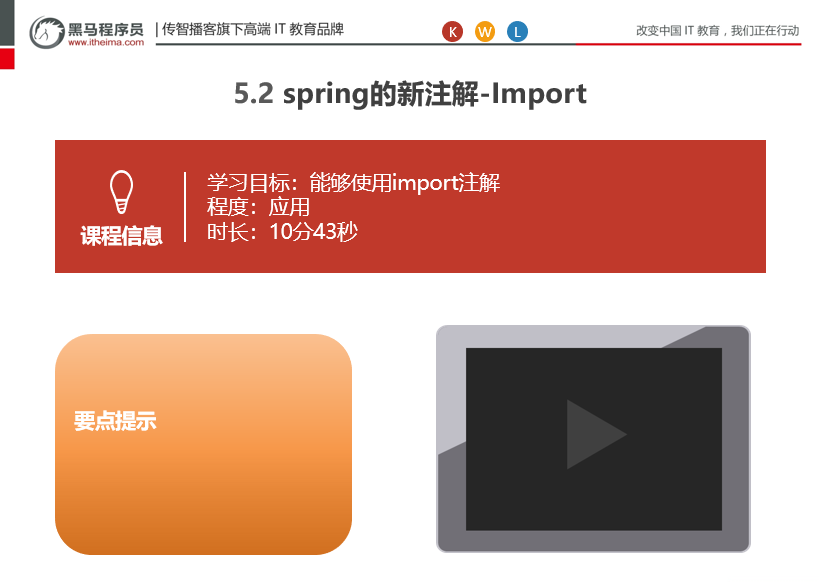 黑马程序员
www.itheima.com
传智播客旗下高端 IT 教育品牌
K W L
改变中国 IT 教育，我们正在行动
5.2 spring的新注解-Import
课程信息
学习目标：能够使用import注解
程度：应用
时长：10分43秒
要点提示